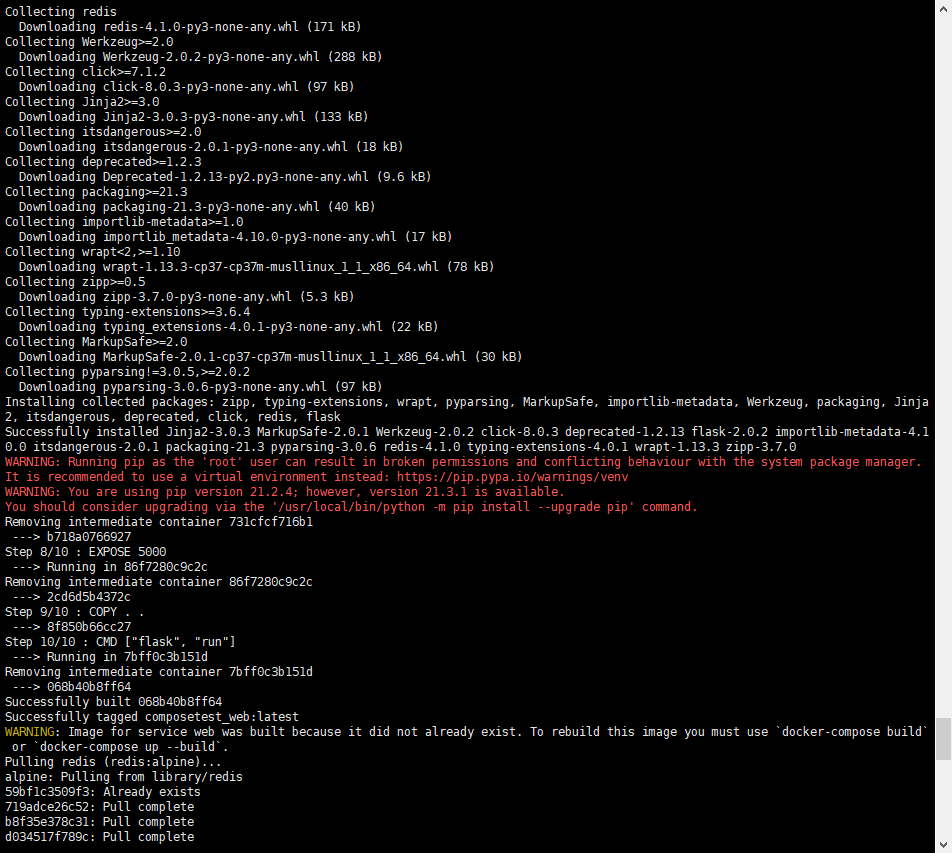 Collecting redis
  Downloading redis-4.1.0-py3-none-any.whl (171 kB)
Collecting Werkzeug>=2.0
  Downloading Werkzeug-2.0.2-py3-none-any.whl (288 kB)
Collecting click>=7.1.2
  Downloading click-8.0.3-py3-none-any.whl (97 kB)
Collecting Jinja2>=3.0
  Downloading Jinja2-3.0.3-py3-none-any.whl (133 kB)
Collecting itsdangerous>=2.0
  Downloading itsdangerous-2.0.1-py3-none-any.whl (18 kB)
Collecting deprecated>=1.2.3
  Downloading Deprecated-1.2.13-py2.py3-none-any.whl (9.6 kB)
Collecting packaging>=21.3
  Downloading packaging-21.3-py3-none-any.whl (40 kB)
Collecting importlib-metadata>=1.0
  Downloading importlib_metadata-4.10.0-py3-none-any.whl (17 kB)
Collecting wrapt<2,>=1.10
  Downloading wrapt-1.13.3-cp37-cp37m-musllinux_1_1_x86_64.whl (78 kB)
Collecting zipp>=0.5
  Downloading zipp-3.7.0-py3-none-any.whl (5.3 kB)
Collecting typing-extensions>=3.6.4
  Downloading typing_extensions-4.0.1-py3-none-any.whl (22 kB)
Collecting MarkupSafe>=2.0
  Downloading MarkupSafe-2.0.1-cp37-cp37m-musllinux_1_1_x86_64.whl (30 kB)
Collecting pyparsing!=3.0.5,>=2.0.2
  Downloading pyparsing-3.0.6-py3-none-any.whl (97 kB)
Installing collected packages: zipp, typing-extensions, wrapt, pyparsing, MarkupSafe, importlib-metadata, Werkzeug, packaging, Jinja
2, itsdangerous, deprecated, click, redis, flask
Successfully installed Jinja2-3.0.3 MarkupSafe-2.0.1 Werkzeug-2.0.2 click-8.0.3 deprecated-1.2.13 flask-2.0.2 importlib-metadata-4.1
0.0 itsdangerous-2.0.1 packaging-21.3 pyparsing-3.0.6 redis-4.1.0 typing-extensions-4.0.1 wrapt-1.13.3 zipp-3.7.0
WARNING: Running pip as the 'root' user can result in broken permissions and conflicting behaviour with the system package manager.
It is recommended to use a virtual environment instead: https://pip.pypa.io/warnings/venv
WARNING: You are using pip version 21.2.4; however, version 21.3.1 is available.
You should consider upgrading via the '/usr/local/bin/python -m pip install --upgrade pip' command.
Removing intermediate container 731cfcf716b1
 ---> b718a0766927
Step 8/10 : EXPOSE 5000
 ---> Running in 86f7280c9c2c
Removing intermediate container 86f7280c9c2c
 ---> 2cd6d5b4372c
Step 9/10 : COPY . .
 ---> 8f850b66cc27
Step 10/10 : CMD ["flask", "run"]
 ---> Running in 7bff0c3b151d
Removing intermediate container 7bff0c3b151d
 ---> 068b40b8ff64
Successfully built 068b40b8ff64
Successfully tagged composetest_web:latest
WARNING: Image for service web was built because it did not already exist. To rebuild this image you must use `docker-compose build`
 or `docker-compose up --build`.
Pulling redis (redis:alpine)...
alpine: Pulling from library/redis
59bf1c3509f3: Already exists
719adce26c52: Pull complete
b8f35e378c31: Pull complete
d034517f789c: Pull complete